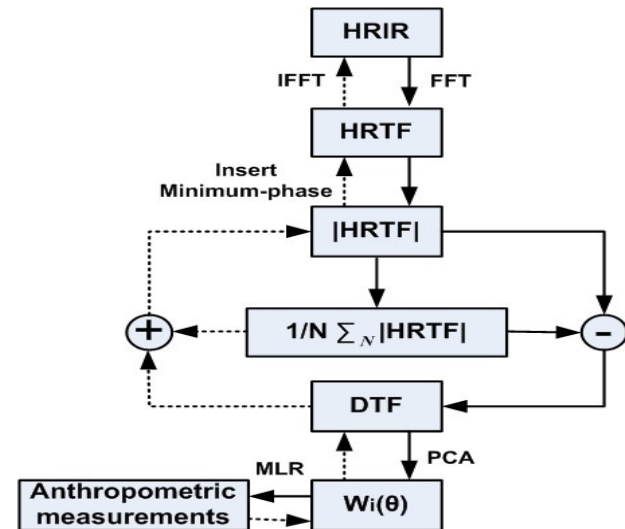 HRIR
IFFT
FFT
HRTF
Insert
Minimum-phase
|HRTF|
+
1/N ∑ N |HRTF|
-
DTF
MLR
PCA
Anthropometric
measurements
Wi(θ)